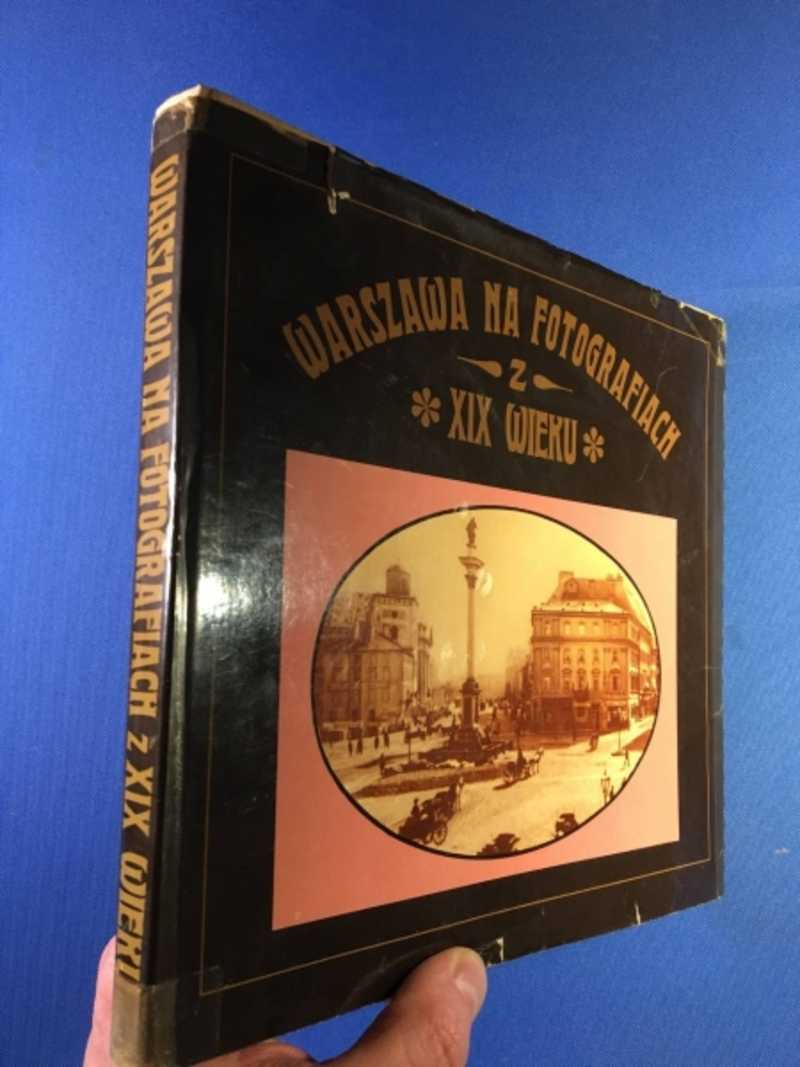 WARSZAWA NA FOTOGRAFIACH Z XIX WIEKU
WARSZAWA NA FOTOGRAFIACH
Z
XIX WIEKU